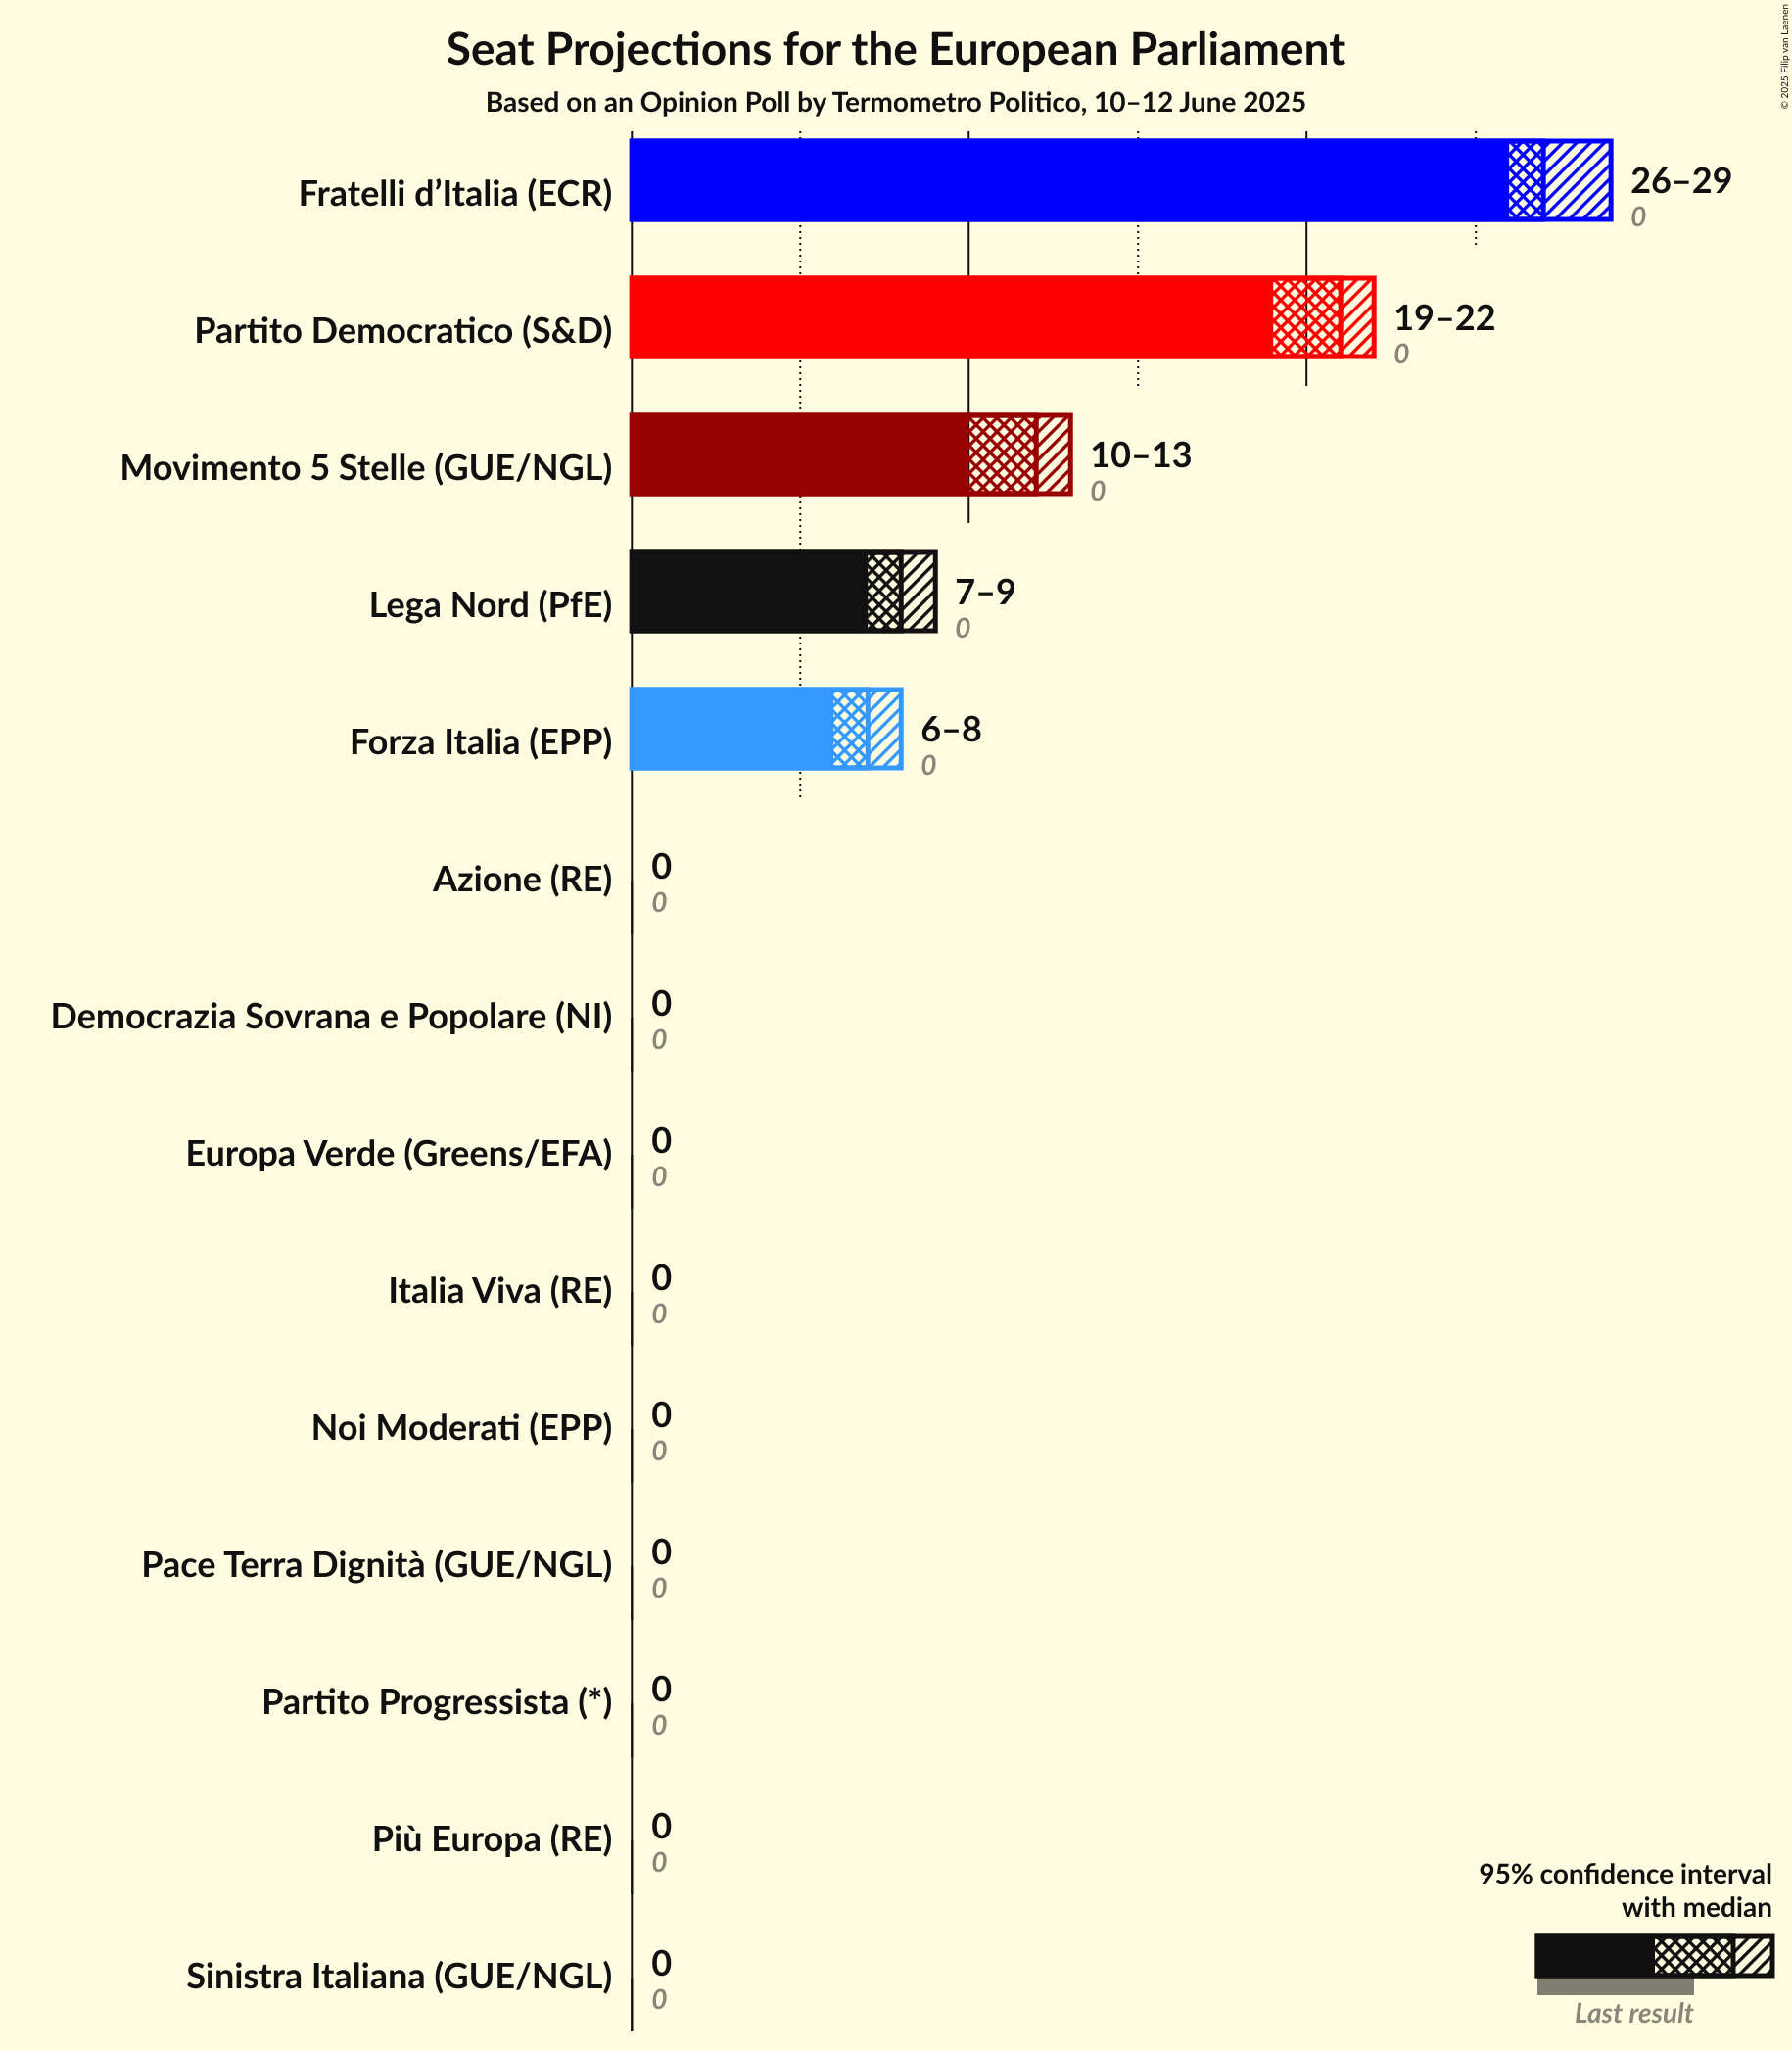 Seat Projections for the European Parliament
Based on an Opinion Poll by Termometro Politico, 10–12 June 2025
© 2025 Filip van Laenen
Fratelli d’Italia (ECR)
26–29
0
Partito Democratico (S&D)
19–22
0
Movimento 5 Stelle (GUE/NGL)
10–13
0
Lega Nord (PfE)
7–9
0
Forza Italia (EPP)
6–8
0
Azione (RE)
0
0
Democrazia Sovrana e Popolare (NI)
0
0
Europa Verde (Greens/EFA)
0
0
Italia Viva (RE)
0
0
Noi Moderati (EPP)
0
0
Pace Terra Dignità (GUE/NGL)
0
0
Partito Progressista (*)
0
0
Più Europa (RE)
0
0
Sinistra Italiana (GUE/NGL)
0
0
95% confidence interval
with median
Last result